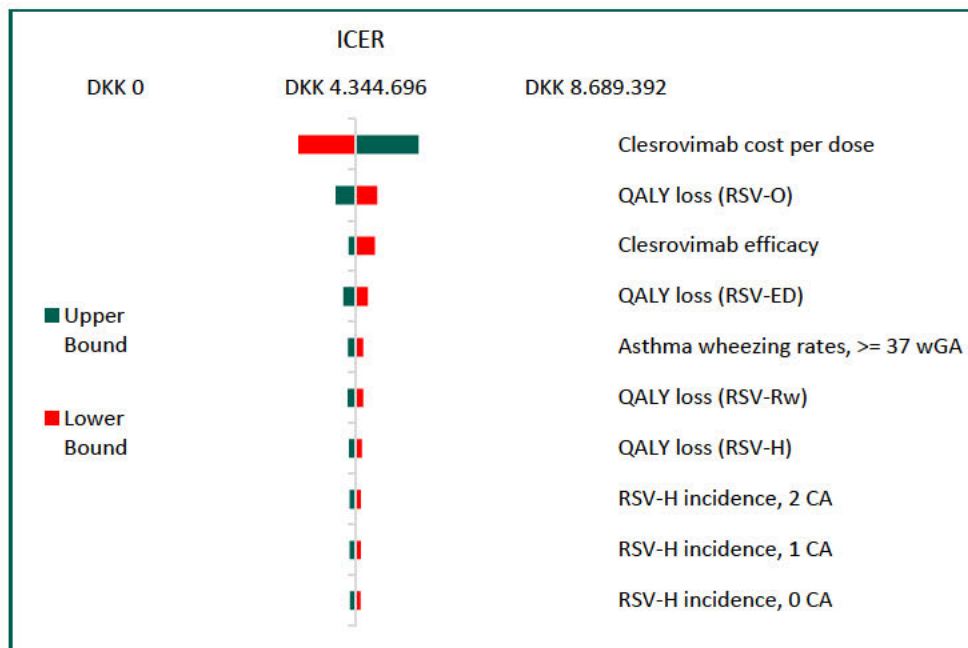 ICER
DKK 0
DKK 4.344.696
DKK 8.689.392
Clesrovimab cost per dose
QALY loss (RSV-O)
Clesrovimab efficacy
QALY loss (RSV-ED)
Upper
Bound
Asthma wheezing rates, >= 37 wGA
QALY loss (RSV-Rw)
Lower
Bound
QALY loss (RSV-H)
RSV-H incidence, 2 CA
RSV-H incidence, 1 CA
RSV-H incidence, 0 CA